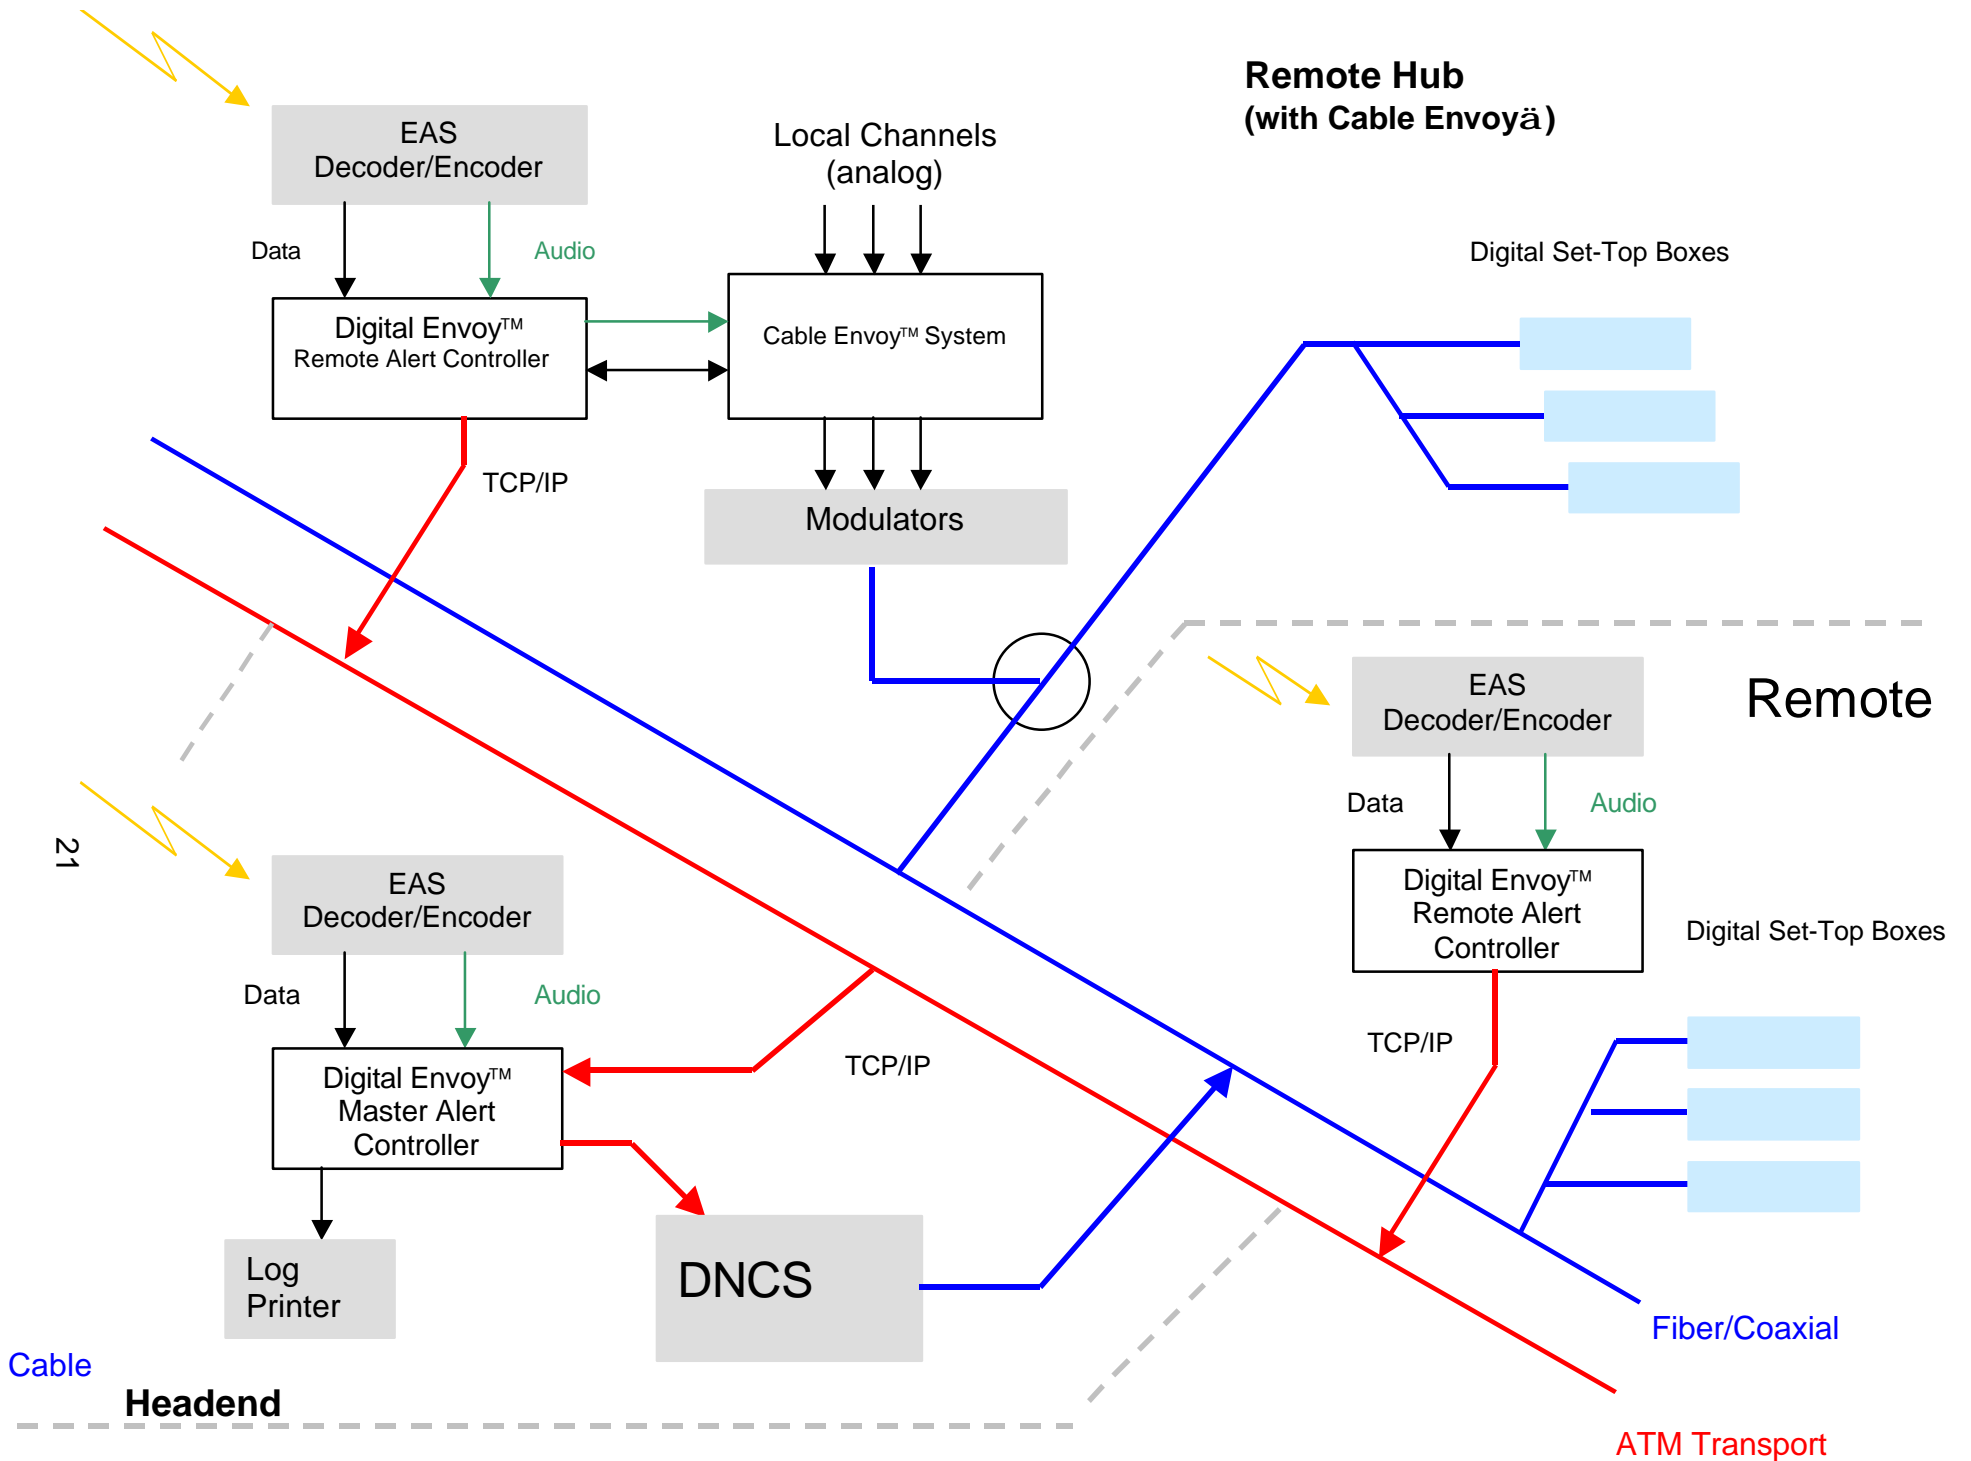 Remote Hub
(with Cable Envoyä)
EAS
Decoder/Encoder
Local Channels
(analog)
Data
Audio
Digital Set-Top Boxes
Digital Envoy™
Remote Alert Controller
Cable Envoy™ System
TCP/IP
Modulators
EAS
Decoder/Encoder
Remote
Data
Audio
21
EAS
Decoder/Encoder
Digital Envoy™
Remote Alert
Controller
Digital Set-Top Boxes
Data
Audio
TCP/IP
TCP/IP
Digital Envoy™
Master Alert
Controller
Log
Printer
DNCS
Fiber/Coaxial
Cable
Headend
ATM Transport